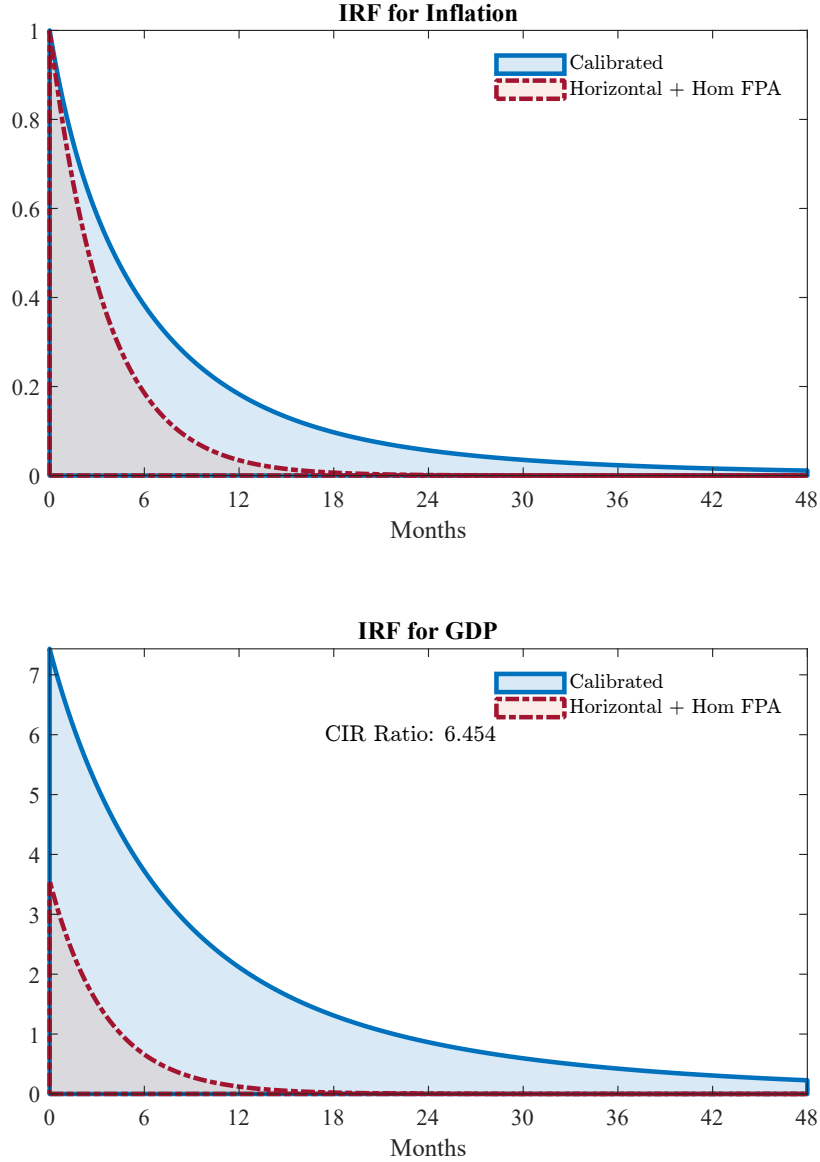 IRF for Inflation
1
0.8
0.6
0.4
0.2
0
Calibrated
Horizontal + Hom FPA
0 6 12 18 24 30 36 42 48
Months
IRF for GDP
7
6
5
4
3
2
1
0
Calibrated
Horizontal + Hom FPA
CIR Ratio: 6.454
0 6 12 18 24 30 36 42 48
Months